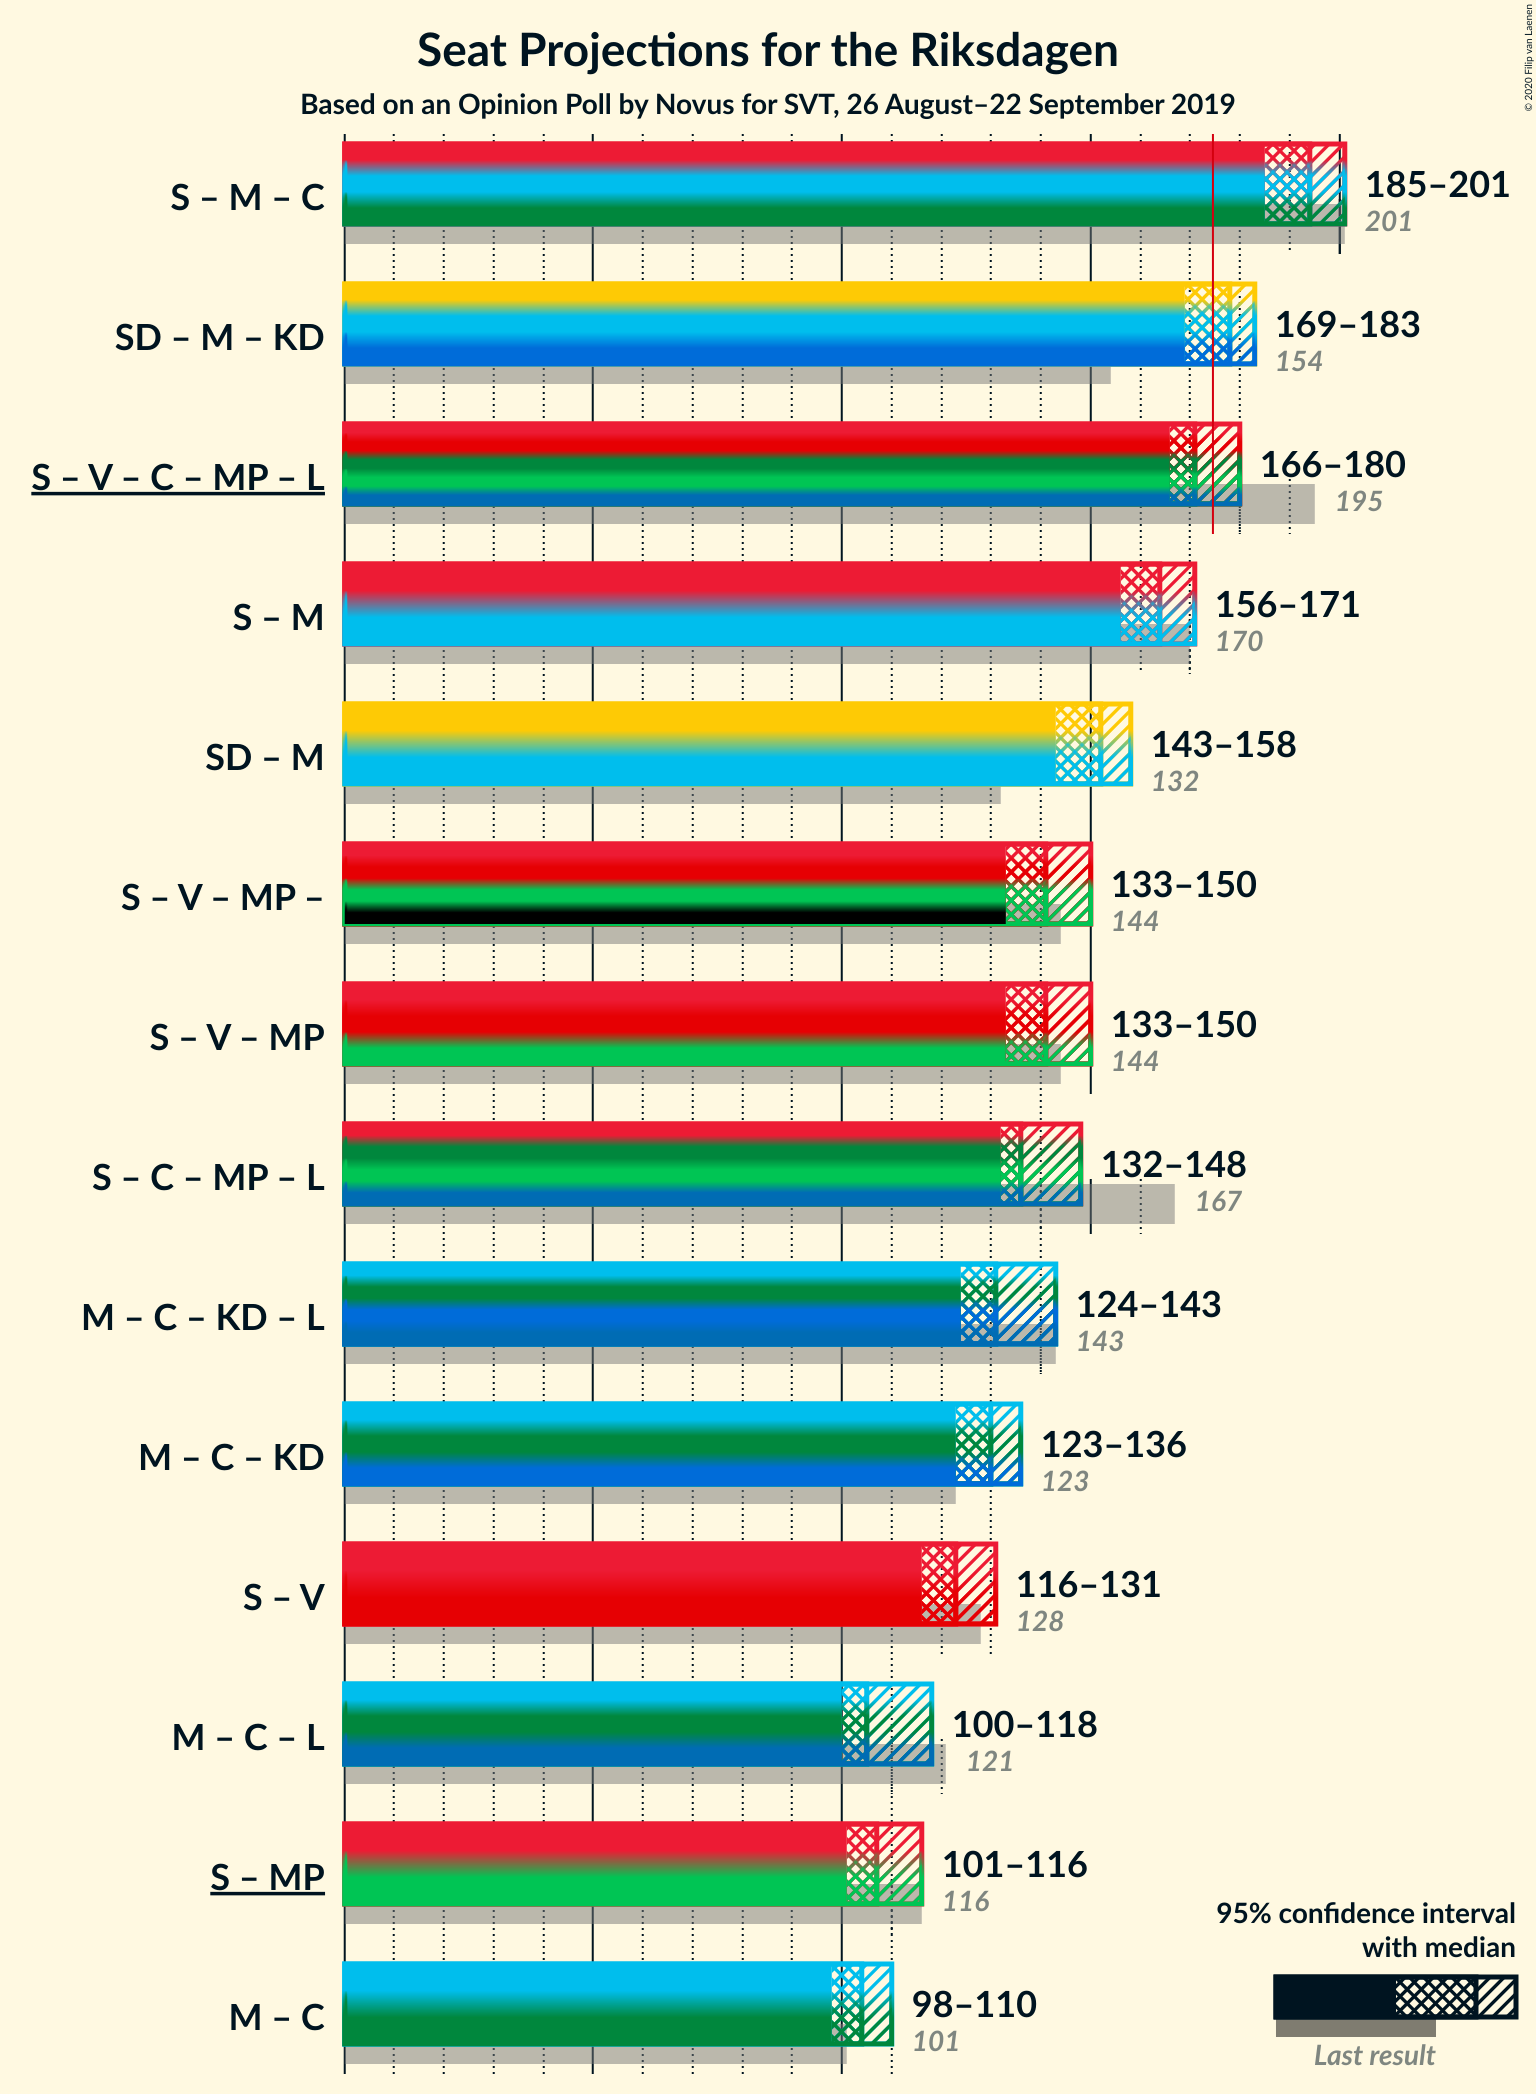 Seat Projections for the Riksdagen
Based on an Opinion Poll by Novus for SVT, 26 August–22 September 2019
© 2020 Filip van Laenen
S – M – C
185–201
201
SD – M – KD
169–183
154
S – V – C – MP – L
166–180
195
S – M
156–171
170
SD – M
143–158
132
S – V – MP –
133–150
144
S – V – MP
133–150
144
S – C – MP – L
132–148
167
M – C – KD – L
124–143
143
M – C – KD
123–136
123
S – V
116–131
128
M – C – L
100–118
121
S – MP
101–116
116
M – C
98–110
101
95% confidence interval
with median
Last result